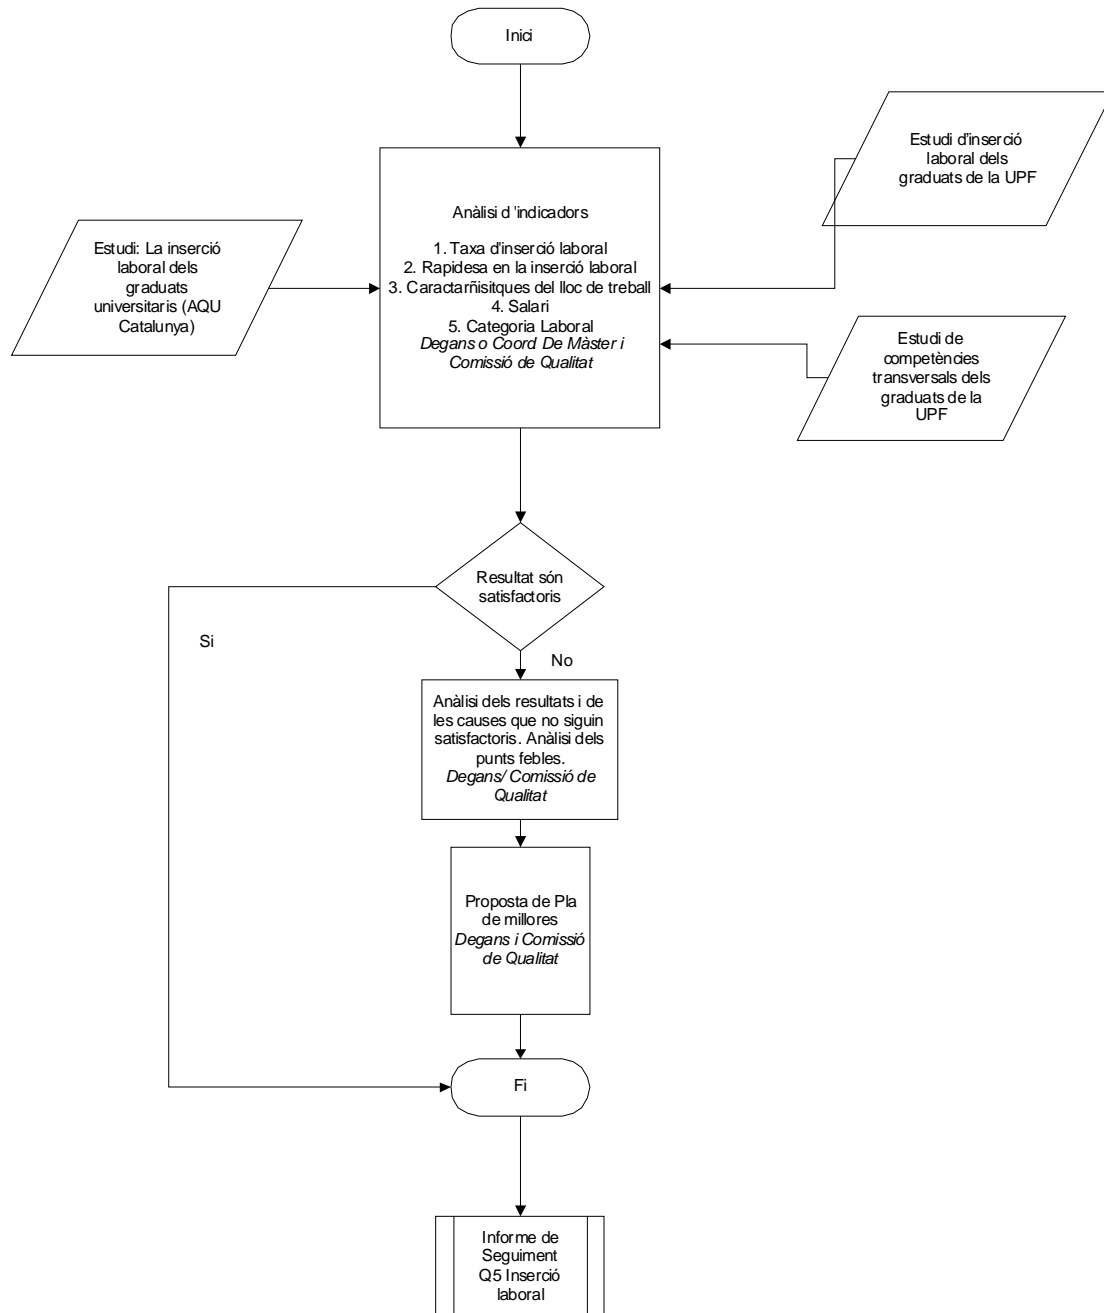 Inici
Estudi d'inserció
laboral dels
graduats de la UPF
Anàlisi d 'indicadors
1. Taxa d'inserció laboral
2. Rapidesa en la inserció laboral
3. Caractarñisitques del lloc de treball
4. Salari
5. Categoria Laboral
Degans o Coord De Màster i
Comissió de Qualitat
Estudi: La inserció
laboral dels
graduats
universitaris (AQU
Catalunya)
Estudi de
competències
transversals dels
graduats de la
UPF
Resultat són
satisfactoris
Si
No
Anàlisi dels resultats i de
les causes que no siguin
satisfactoris. Anàlisi dels
punts febles.
Degans/ Comissió de
Qualitat
Proposta de Pla
de millores
Degans i Comissió
de Qualitat
Fi
Informe de
Seguiment
Q5 Inserció
laboral